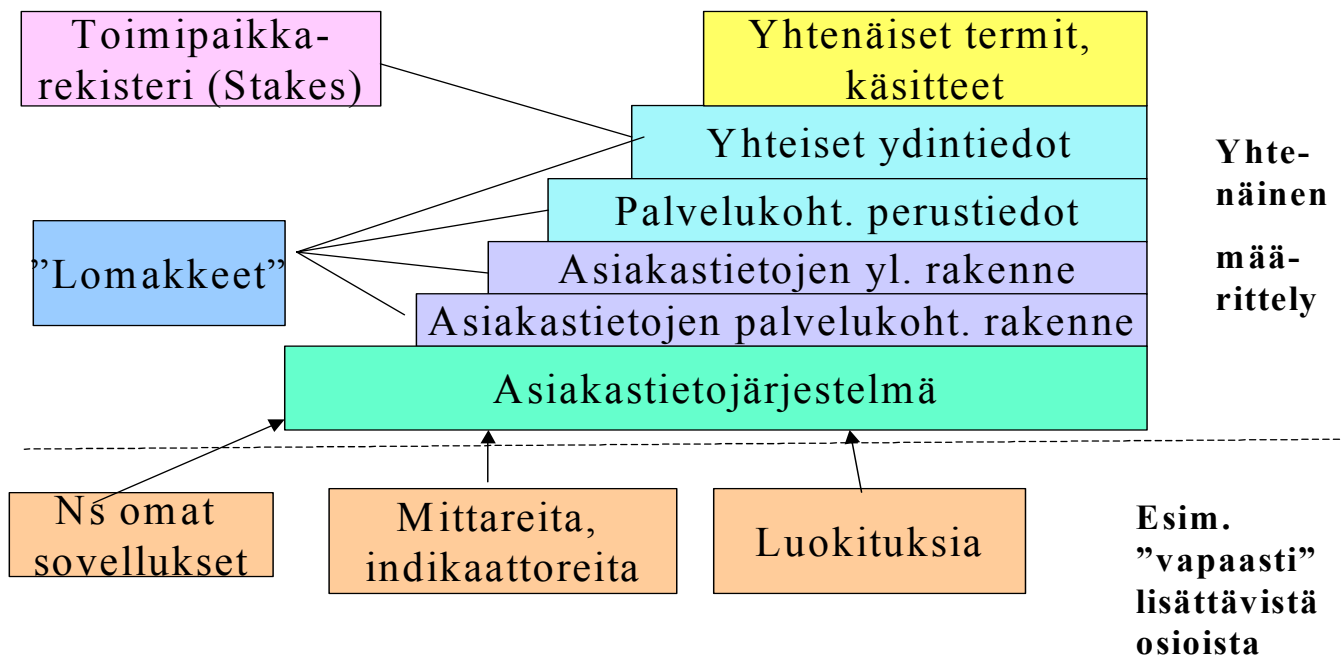 Toimipaikka-
rekisteri (Stakes)
Yhtenäiset termit,
käsitteet
Yhteiset ydintiedot
Palvelukoht. perustiedot
”Lomakkeet”
Asiakastietojen yl. rakenne
Asiakastietojen palvelukoht. rakenne
Asiakastietojärjestelmä
Yhte-
näinen
mää-
rittely
Ns omat
sovellukset
Mittareita,
indikaattoreita
Luokituksia
Esim.
”vapaasti”
lisättävistä
osioista